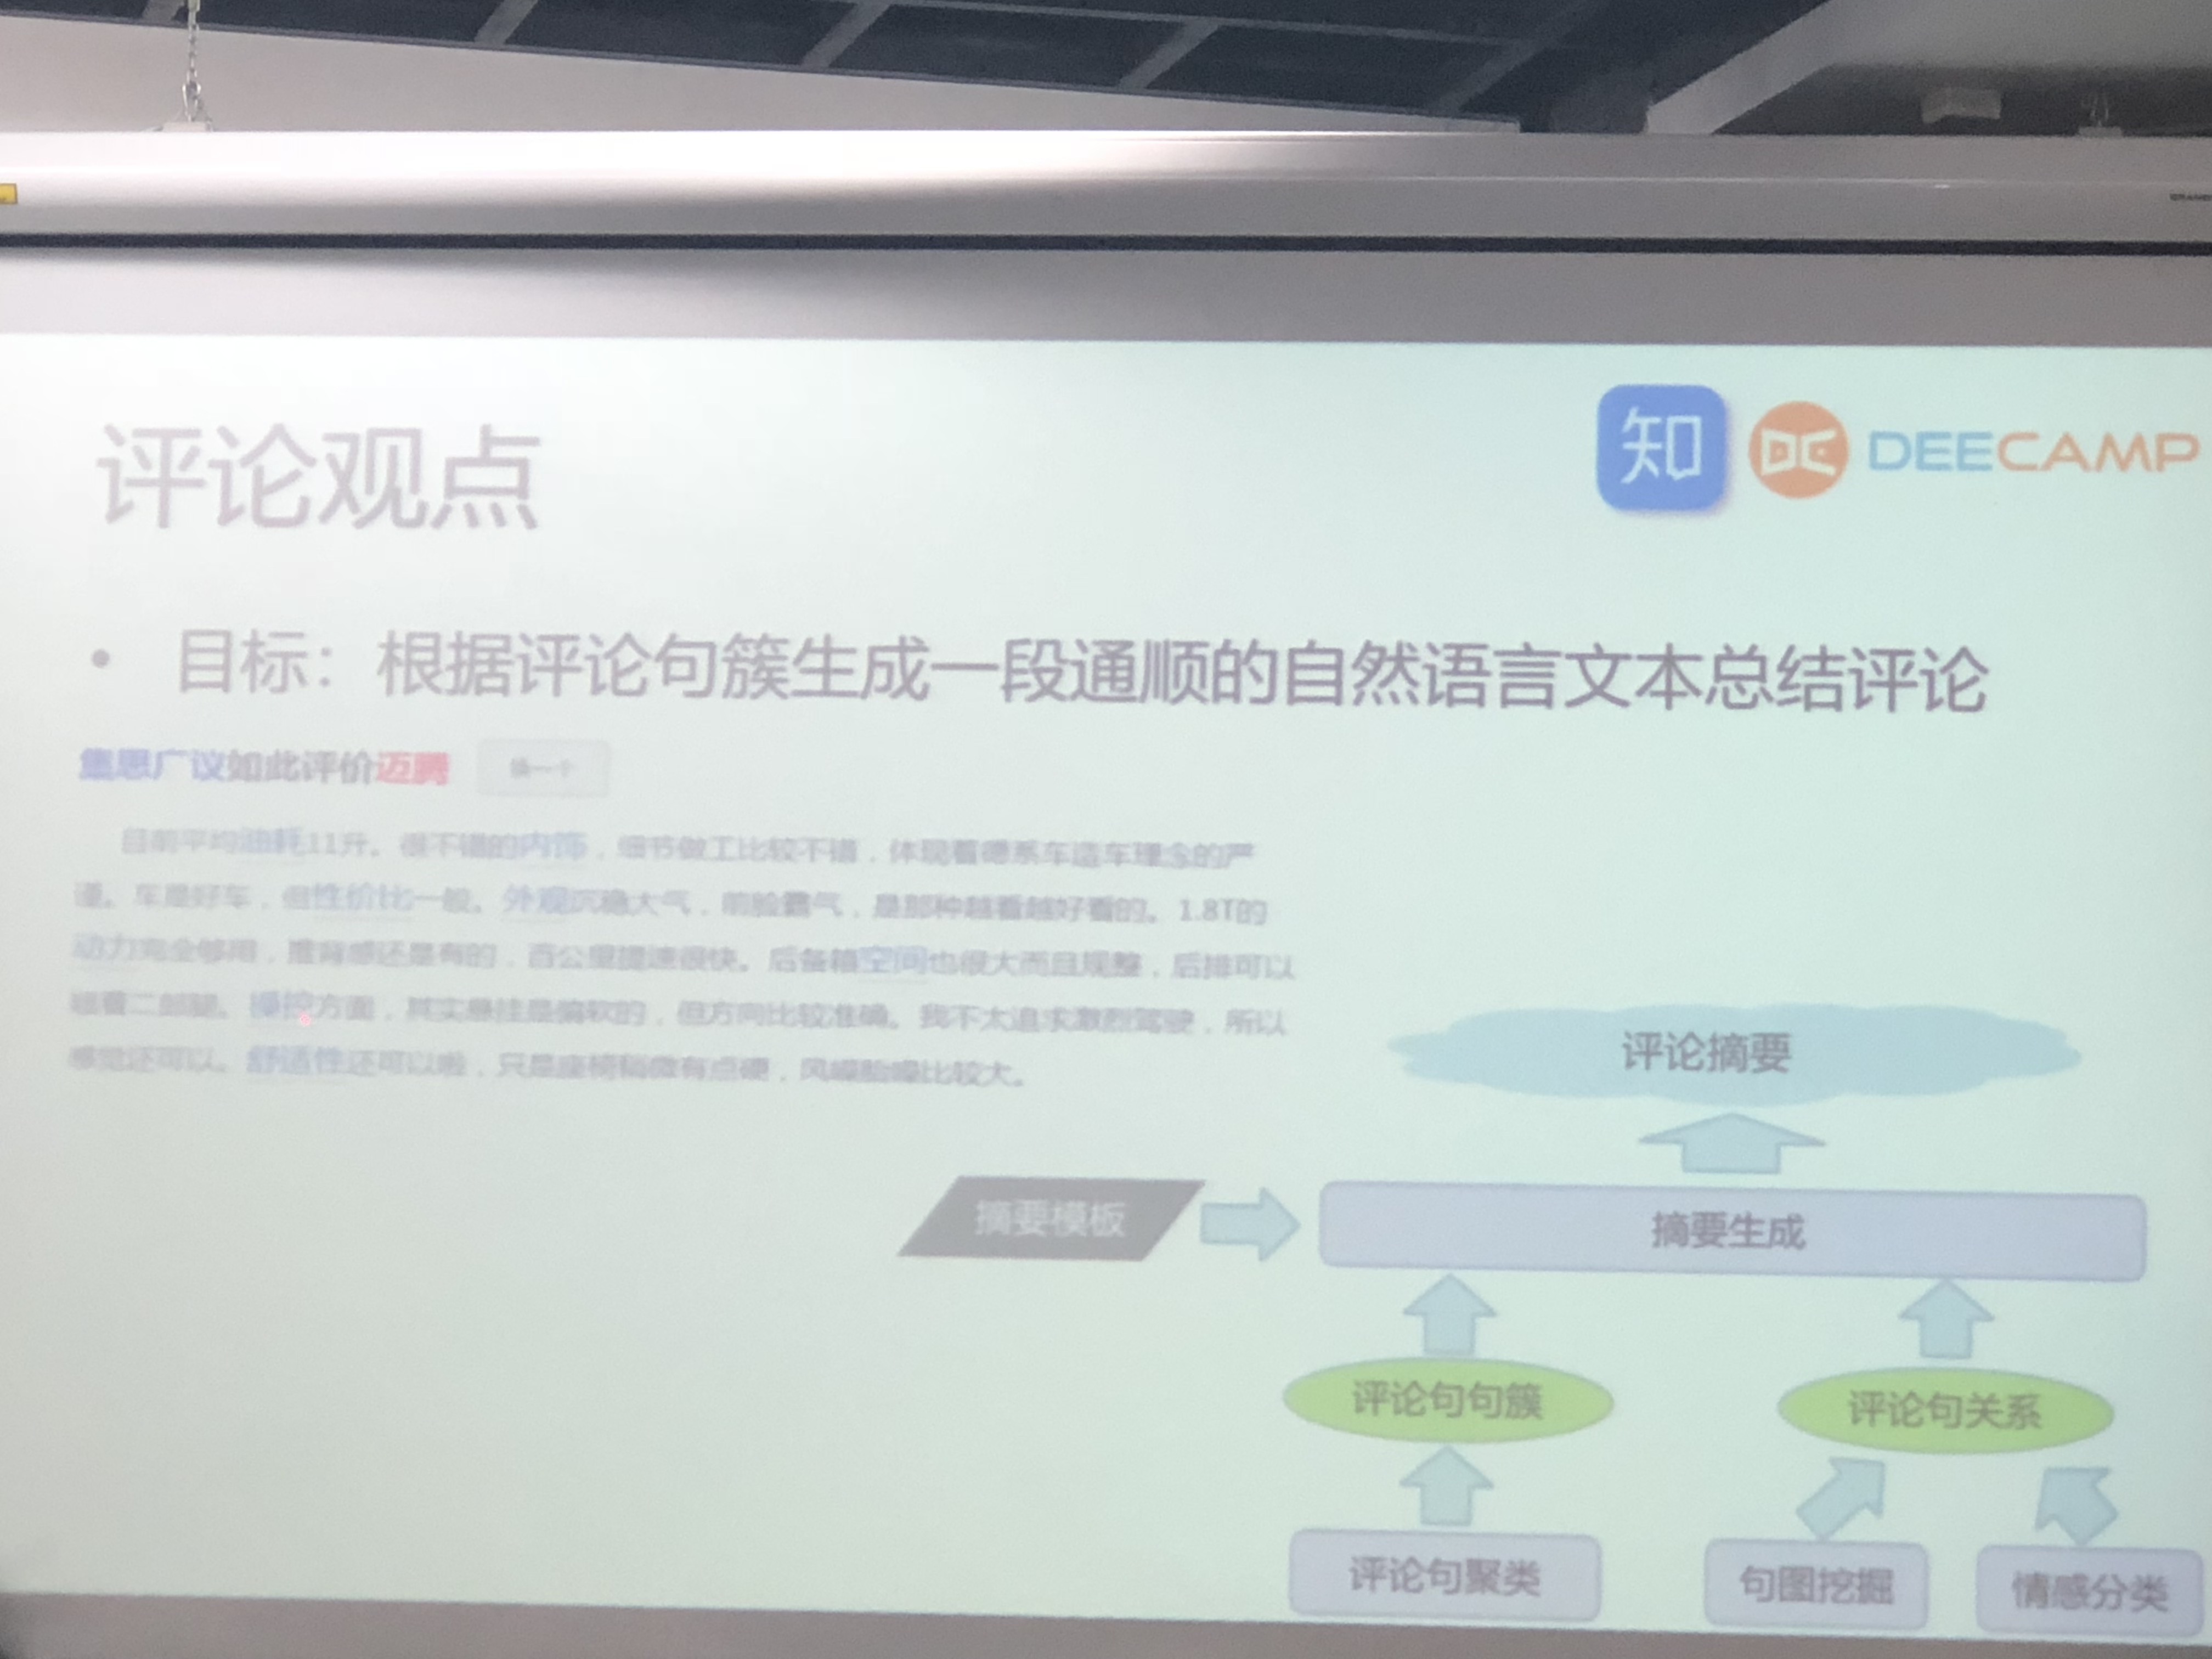 评论观点
知 DEECAMP
• 目标：根据评论句簇生成一段通顺的自然语言文本总结评论
集思广议如此评价迈腾 换一个
目前平均油耗11升。很不错的内饰，细节做工比较不错，体现着德系车造车理念的严
谨。车是好车，但性价比一般。外观沉稳大气，前脸霸气，是那种越看越好看的。1.8T的
动力完全够用，推背感还是有的，百公里提速很快。后备箱空间也很大而且规整，后排可以
翘着二郎腿。操控方面，其实悬挂是偏软的，但方向比较准确。我不太追求激烈驾驶，所以
感觉还可以。舒适性还可以啦，只是座椅稍微有点硬，风噪胎噪比较大。
评论摘要
摘要模板
摘要生成
评论句句簇
评论句关系
评论句聚类
句图挖掘
情感分类